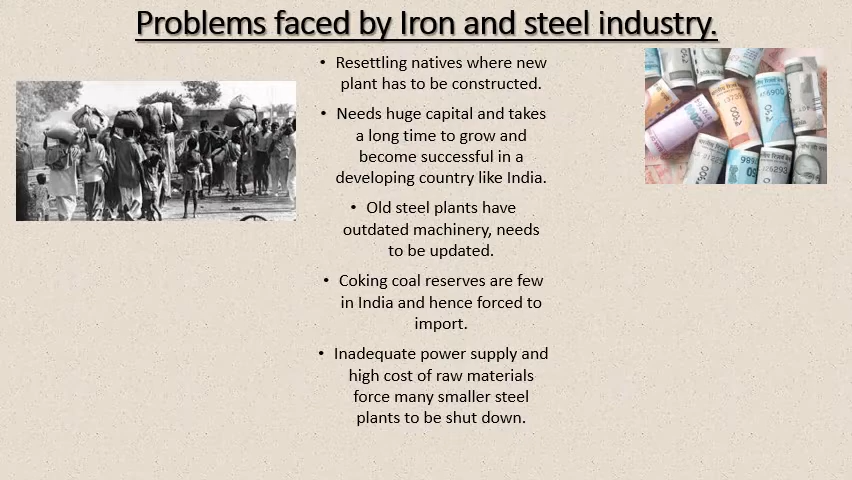 Problems faced by Iron and steel industry.
• Resettling natives where new
plant has to be constructed.
• Needs huge capital and takes
a long time to grow and
become successful in a
developing country like India.
• Old steel plants have
outdated machinery, needs
to be updated.
• Coking coal reserves are few
in India and hence forced to
import.
• Inadequate power supply and
high cost of raw materials
force many smaller steel
plants to be shut down.